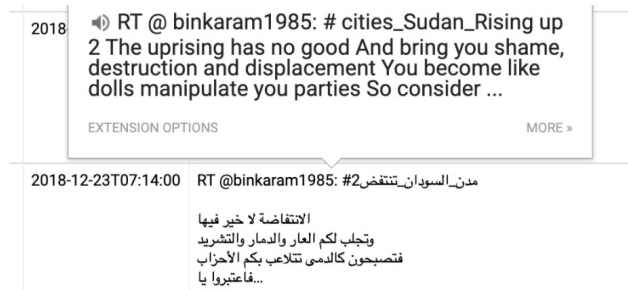 2018
RT @ binkaram1985: # cities_Sudan_Rising up
2 The uprising has no good And bring you shame,
destruction and displacement You become like
dolls manipulate you parties So consider ...
EXTENSION OPTIONS
MORE »
2018-12-23T07:14:00 RT @binkaram1985: #مدن_السودان_تنتفض2
الانتفاضة لا خير فيها
وتجلب لكم العار والدمار والتشريد
فتصبحون كالدمى تتلاعب بكم الأحزاب
فاعتبروا يا...